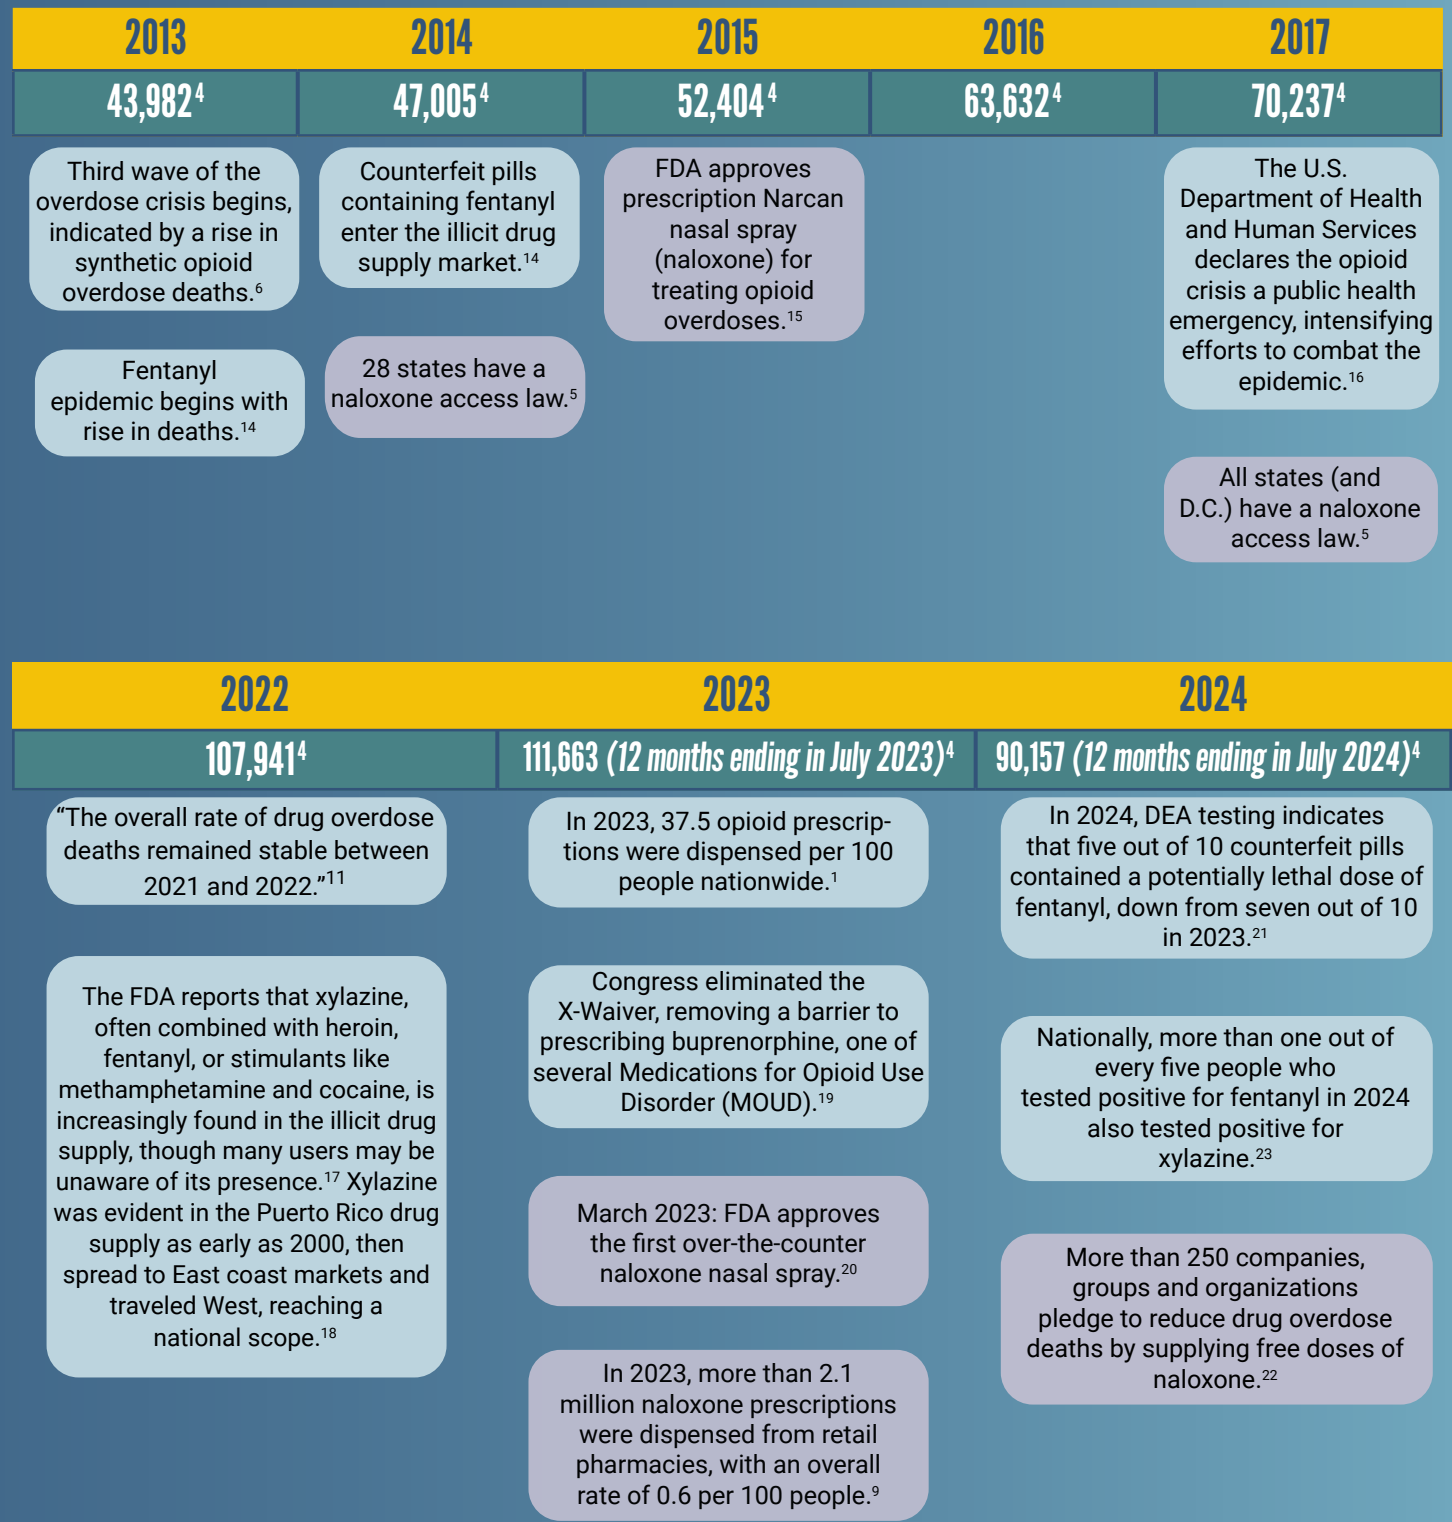 2013 2014 2015 2016 2017
43,982⁴ 47,005⁴ 52,404⁴ 63,632⁴ 70,237⁴
Third wave of the
overdose crisis begins,
indicated by a rise in
synthetic opioid
overdose deaths.⁶
Fentanyl
epidemic begins with
rise in deaths.¹⁴
Counterfeit pills
containing fentanyl
enter the illicit drug
supply market.¹⁴
28 states have a
naloxone access law.⁵
FDA approves
prescription Narcan
nasal spray
(naloxone) for
treating opioid
overdoses.¹⁵
The U.S.
Department of Health
and Human Services
declares the opioid
crisis a public health
emergency, intensifying
efforts to combat the
epidemic.¹⁶
All states (and
D.C.) have a naloxone
access law.⁵
2022 2023 2024
107,941⁴ 111,663 (12 months ending in July 2023)⁴ 90,157 (12 months ending in July 2024)⁴
“The overall rate of drug overdose
deaths remained stable between
2021 and 2022.”¹¹
The FDA reports that xylazine,
often combined with heroin,
fentanyl, or stimulants like
methamphetamine and cocaine, is
increasingly found in the illicit drug
supply, though many users may be
unaware of its presence.¹⁷ Xylazine
was evident in the Puerto Rico drug
supply as early as 2000, then
spread to East coast markets and
traveled West, reaching a
national scope.¹⁸
In 2023, 37.5 opioid prescrip-
tions were dispensed per 100
people nationwide.¹
Congress eliminated the
X-Waiver, removing a barrier to
prescribing buprenorphine, one of
several Medications for Opioid Use
Disorder (MOUD).¹⁹
March 2023: FDA approves
the first over-the-counter
naloxone nasal spray.²⁰
In 2023, more than 2.1
million naloxone prescriptions
were dispensed from retail
pharmacies, with an overall
rate of 0.6 per 100 people.⁹
In 2024, DEA testing indicates
that five out of 10 counterfeit pills
contained a potentially lethal dose of
fentanyl, down from seven out of 10
in 2023.²¹
Nationally, more than one out of
every five people who
tested positive for fentanyl in 2024
also tested positive for
xylazine.²³
More than 250 companies,
groups and organizations
pledge to reduce drug overdose
deaths by supplying free doses of
naloxone.²²